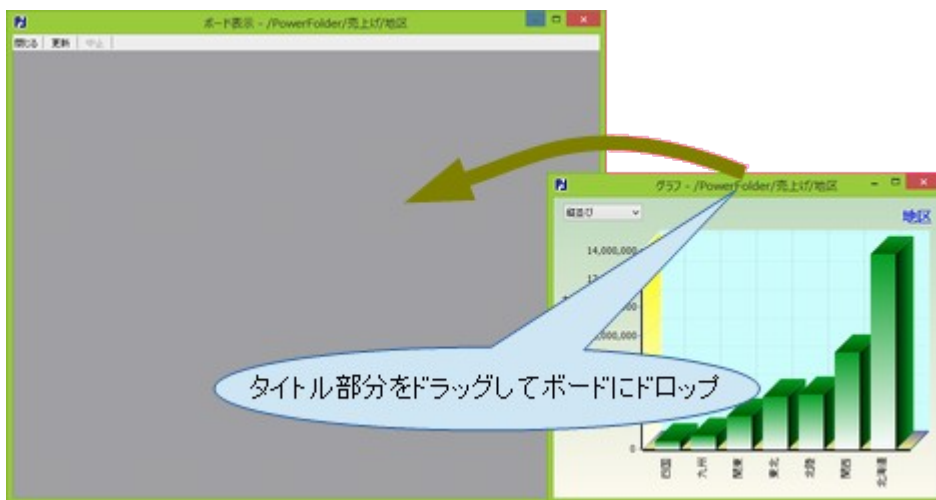 ボード表示 - /PowerFolder/売上げ/地区
閉じる 更新 中止
グラフ - /PowerFolder/売上げ/地区
縦並び
地区
14,000,000
タイトル部分をドラッグしてボードにドロップ
0
四国
九州
関東
東北
北陸
関西
北海道